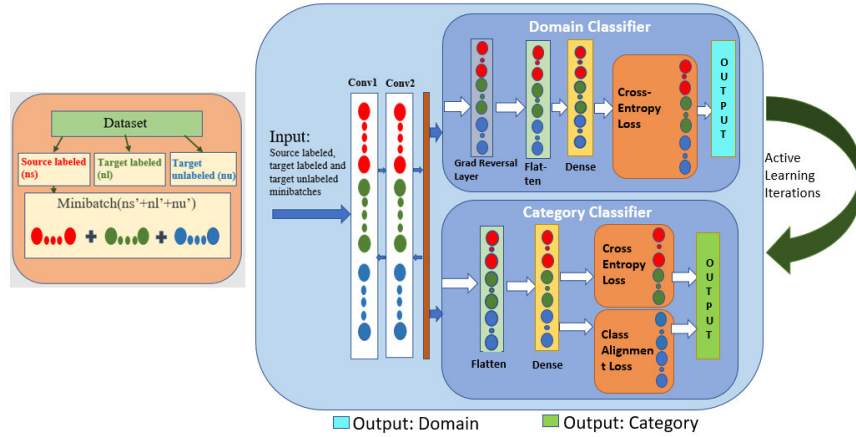 Dataset
Source labeled (ns)
Target labeled (nl)
Target unlabeled (nu)
Minibatch(ns'+nl'+nu')
Input:
Source labeled,
target labeled and
target unlabeled
minibatches
Conv1 Conv2
Domain Classifier
Grad Reversal
Layer
Flat-
ten
Dense
Cross-
Entropy
Loss
OUTPUT
Category Classifier
Flatten
Dense
Cross
Entropy
Loss
Class
Alignmen
t Loss
OUTPUT
Active
Learning
Iterations
Output: Domain
Output: Category